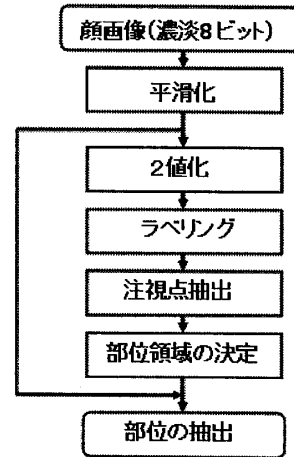 顔画像(濃淡8ビット)
平滑化
2値化
ラベリング
注視点抽出
部位領域の決定
部位の抽出